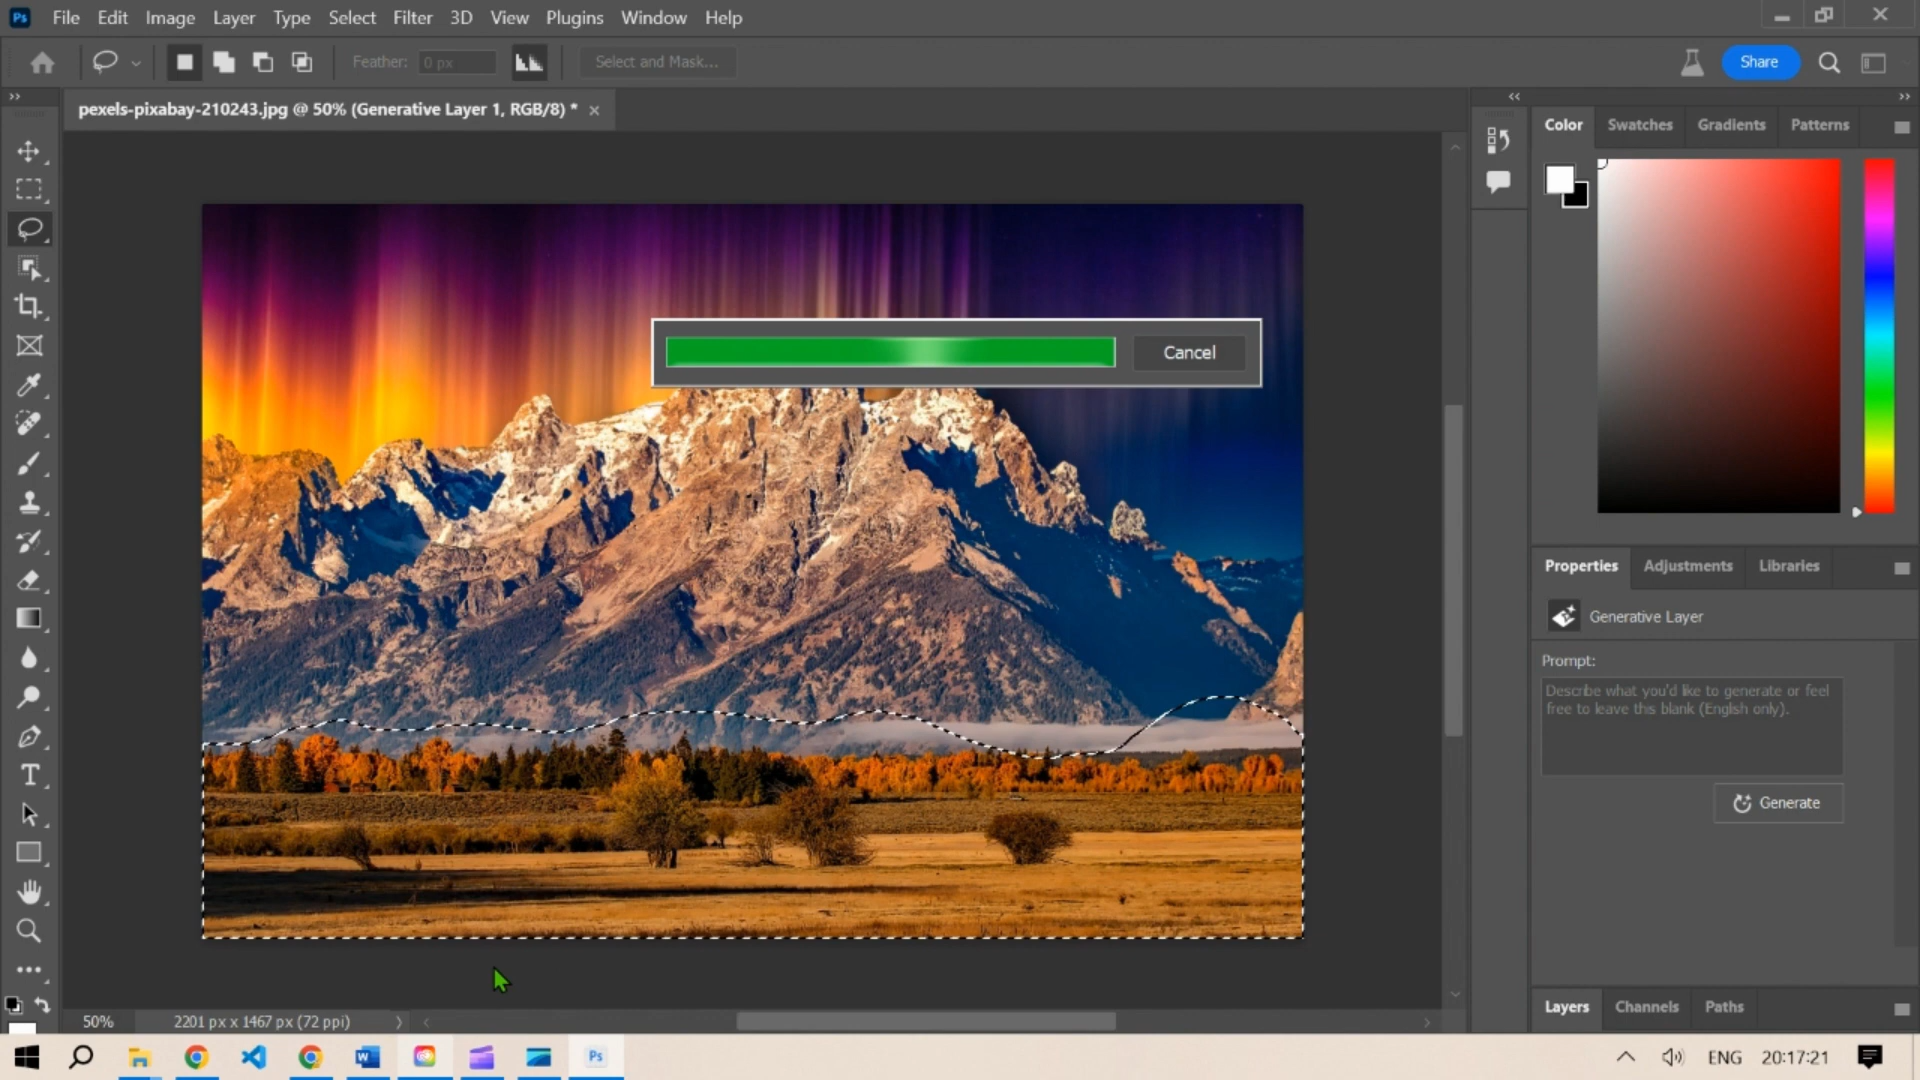 Ps File Edit Image Layer Type Select Filter 3D View Plugins Window Help
Feather: 0 px Select and Mask... Share
pexels-pixabay-210243.jpg @ 50% (Generative Layer 1, RGB/8) *
Color Swatches Gradients Patterns
Cancel
Properties Adjustments Libraries
Generative Layer
Prompt:
Describe what you'd like to generate or feel
free to leave this blank (English only).
Generate
Layers Channels Paths
50% 2201 px x 1467 px (72 ppi)
W Ps ENG 20:17:21